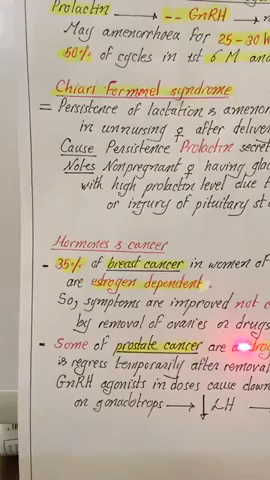 Prolactin → -- GnRH →
May amenorrhea for 25-30 W
50% of cycles in 1st 6 M and
Chiari Formmel syndrome
= Persistence of lactation & amenor
in unnursing ♀ after deliver
Cause Persistence Prolactin secret
Notes Nonpregnant ♀ having
with high prolactin level due t
or injury of pituitary st
Hormones & cancer
- 35% of breast cancer in women of
are estrogen dependent.
So, symptoms are improved not c
by removal of ovaries or drugs
- Some of prostate cancer are
is regress temporarily after removal
GnRH agonists in doses cause down
on gonadotrops → ↓ LH →